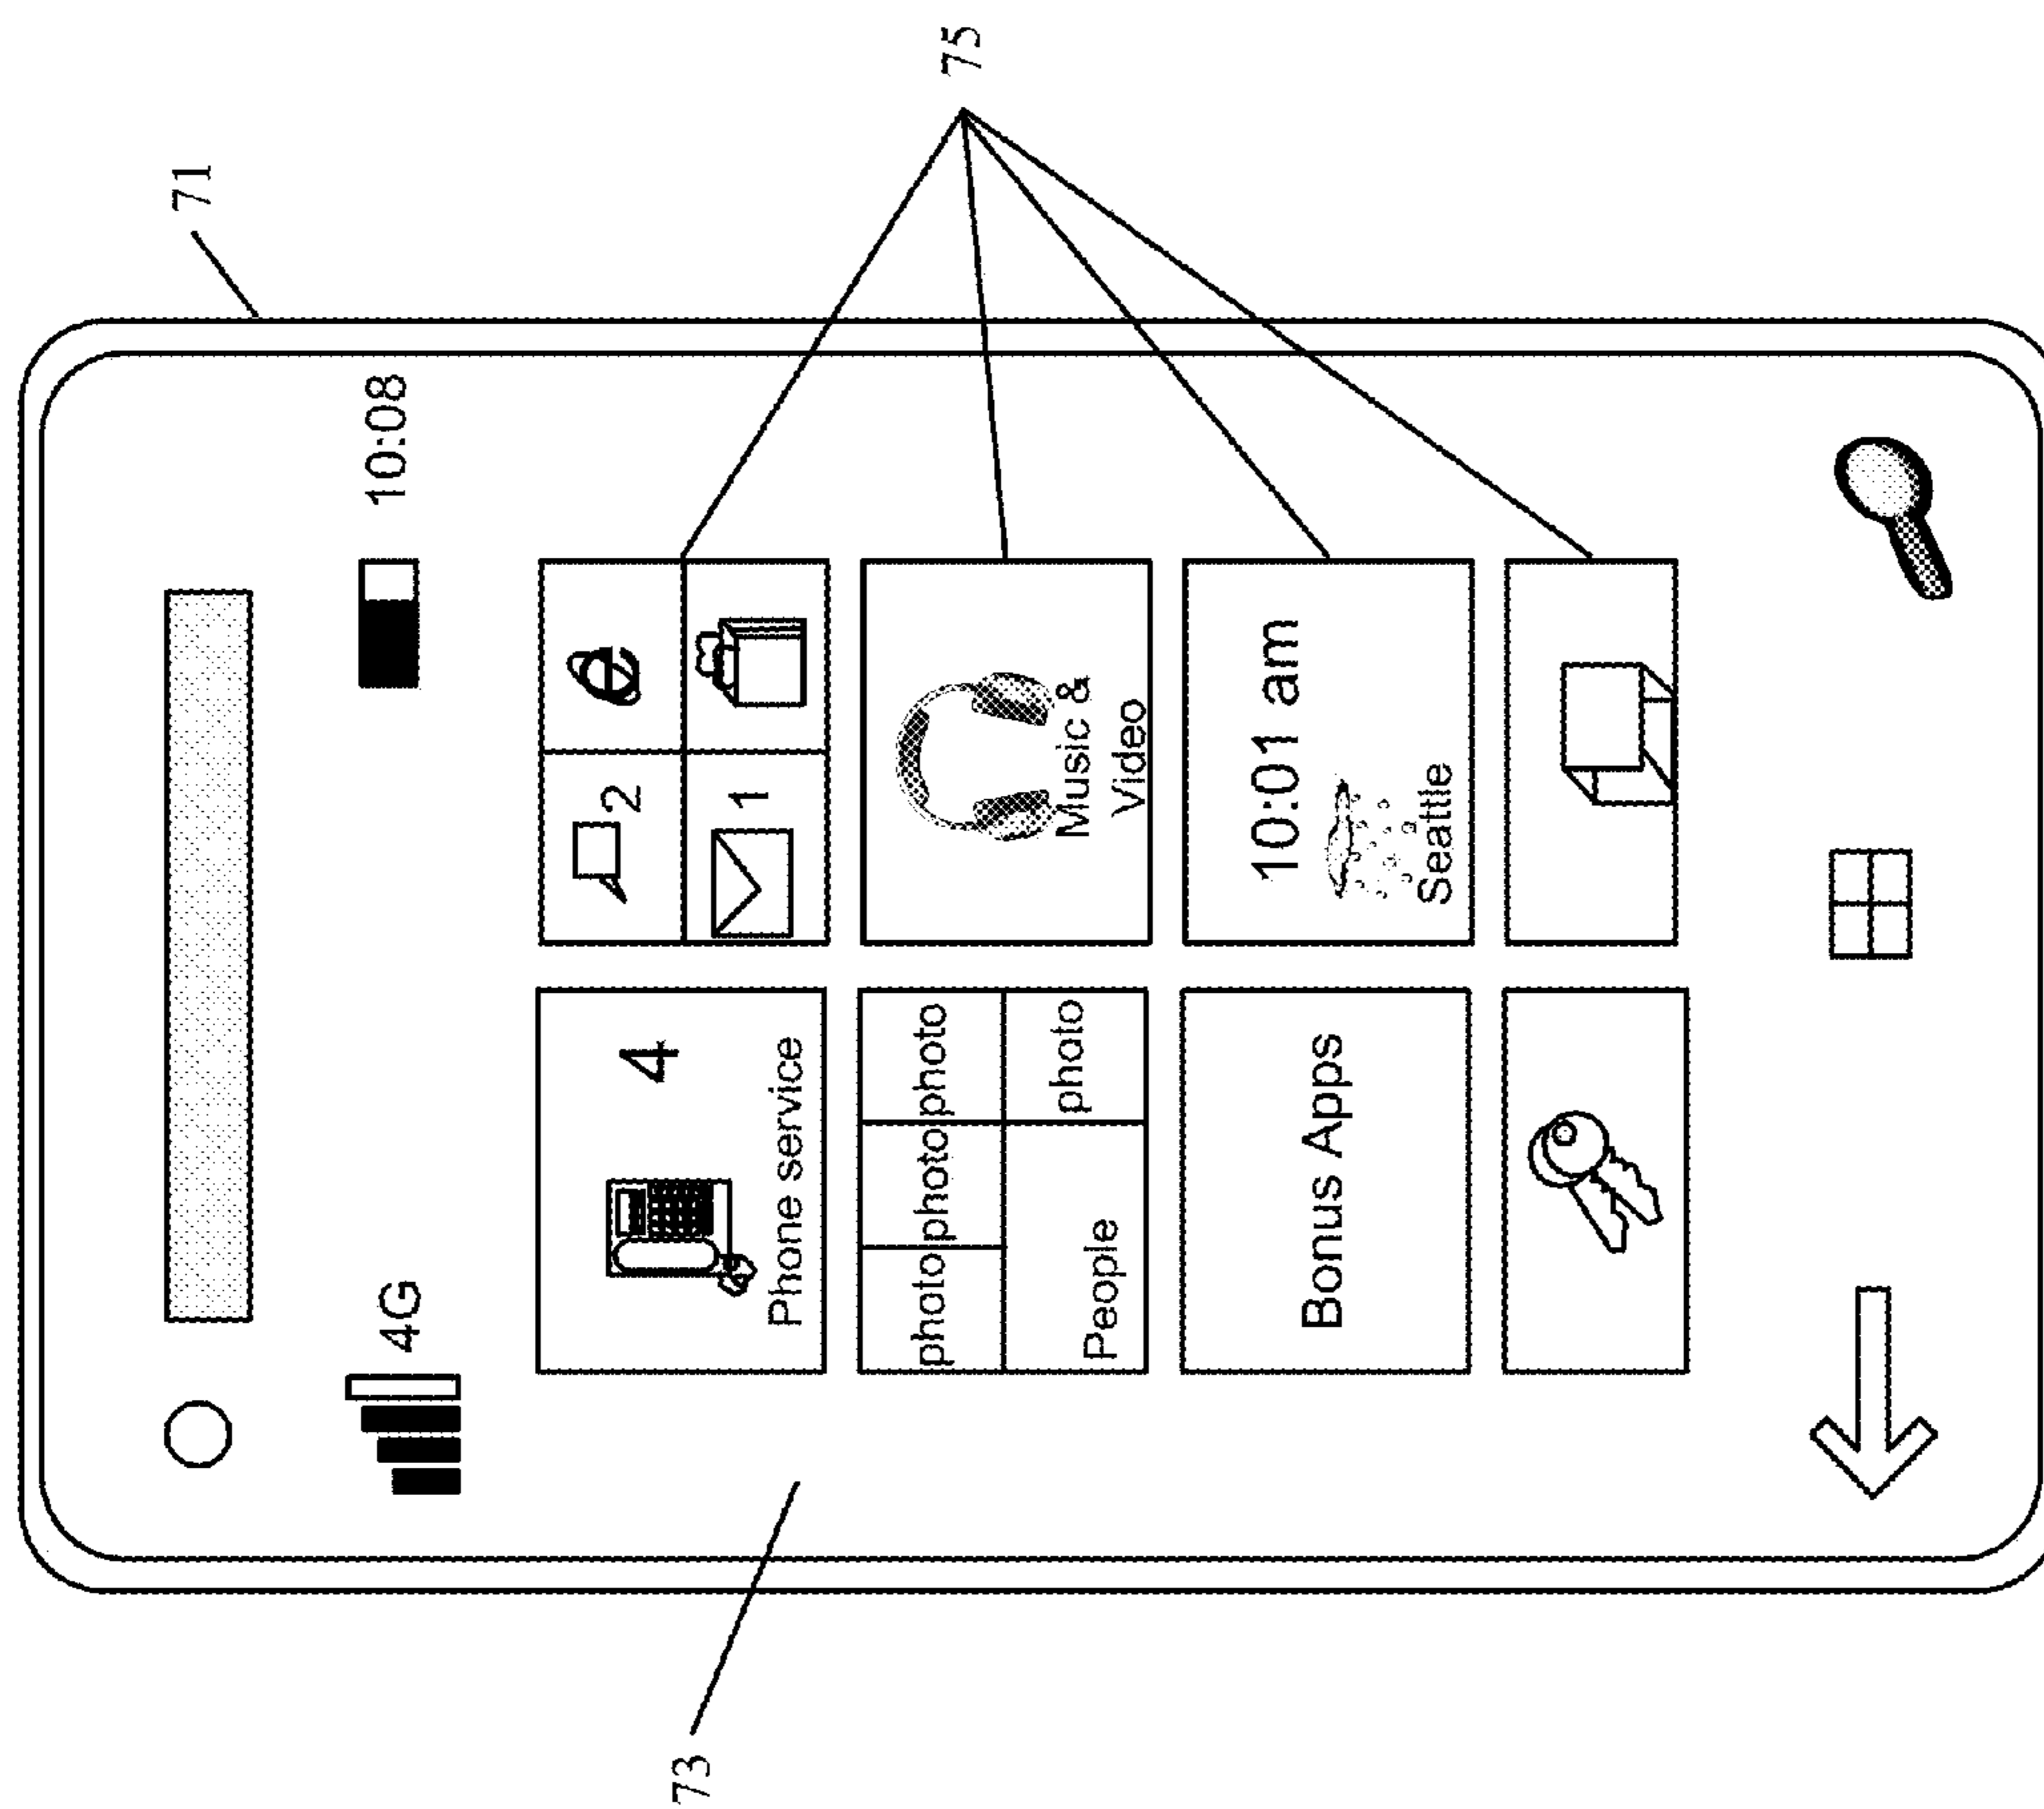 71
75
73
4G
10:08
4
Phone service
2
1
photo photo photo
People
photo
Music &
Video
Bonus Apps
10:01 am
Seattle